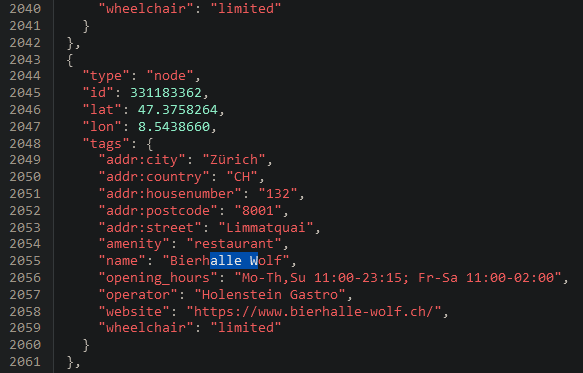 2040 "wheelchair": "limited"
2041 }
2042 },
2043 {
2044 "type": "node",
2045 "id": 331183362,
2046 "lat": 47.3758264,
2047 "lon": 8.5438660,
2048 "tags": {
2049 "addr:city": "Zürich",
2050 "addr:country": "CH",
2051 "addr:housenumber": "132",
2052 "addr:postcode": "8001",
2053 "addr:street": "Limmatquai",
2054 "amenity": "restaurant",
2055 "name": "Bierhalle Wolf",
2056 "opening_hours": "Mo-Th,Su 11:00-23:15; Fr-Sa 11:00-02:00",
2057 "operator": "Holenstein Gastro",
2058 "website": "https://www.bierhalle-wolf.ch/",
2059 "wheelchair": "limited"
2060 }
2061 },